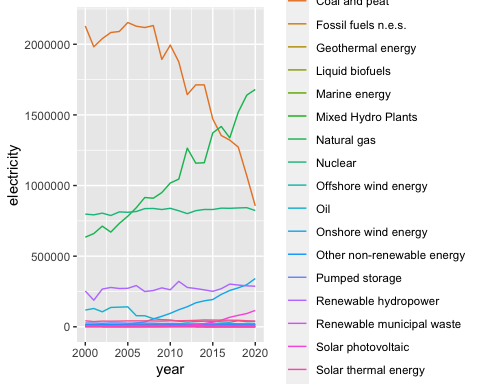 Coal and peat
Fossil fuels n.e.s.
Geothermal energy
Liquid biofuels
Marine energy
Mixed Hydro Plants
Natural gas
Nuclear
Offshore wind energy
Oil
Onshore wind energy
Other non-renewable energy
Pumped storage
Renewable hydropower
Renewable municipal waste
Solar photovoltaic
Solar thermal energy
electricity
2000000
1500000
1000000
500000
0
2000 2005 2010 2015 2020
year